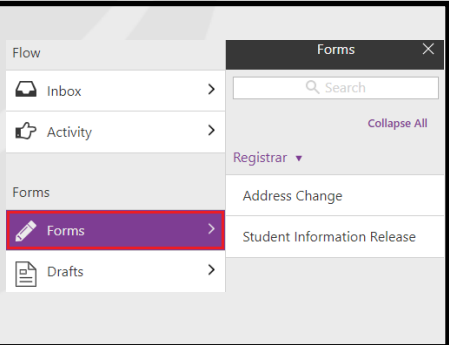 Flow
Inbox
Activity
Forms
Forms
Drafts
Forms
Search
Collapse All
Registrar
Address Change
Student Information Release